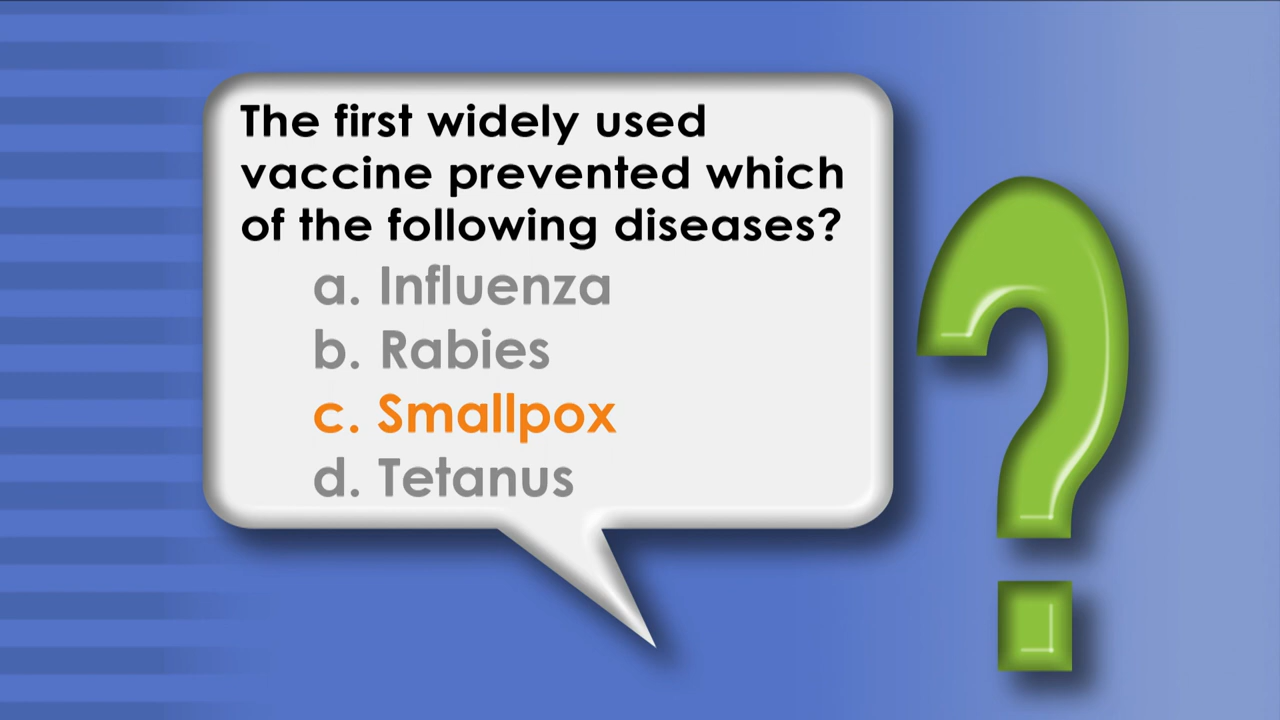 The first widely used
vaccine prevented which
of the following diseases?
a. Influenza
b. Rabies
c. Smallpox
d. Tetanus
?